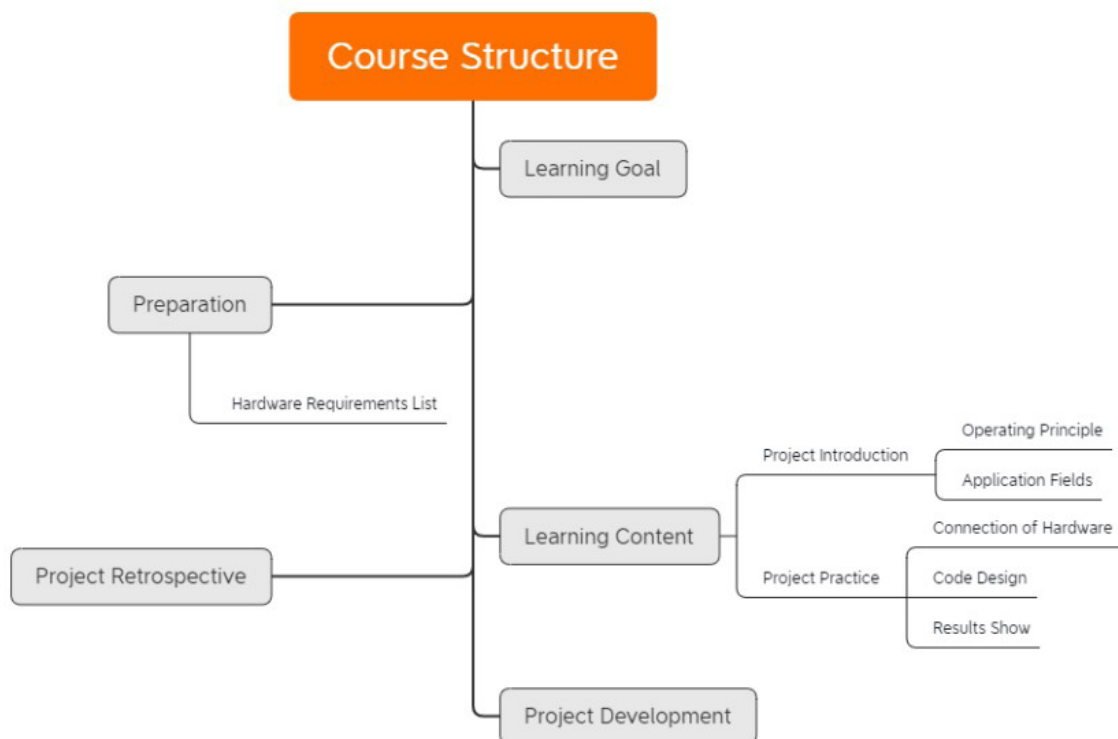 Course Structure
Learning Goal
Preparation
Hardware Requirements List
Learning Content
Project Introduction
Operating Principle
Application Fields
Project Practice
Connection of Hardware
Code Design
Results Show
Project Retrospective
Project Development